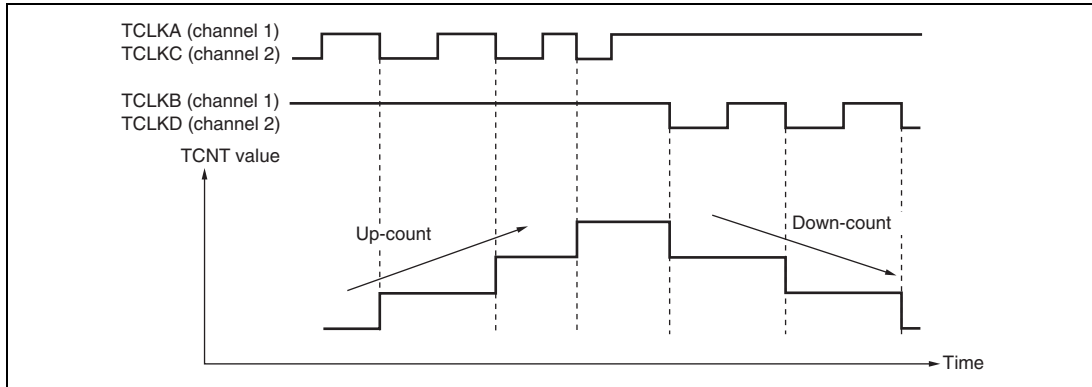 TCLKA (channel 1)
TCLKC (channel 2)
TCLKB (channel 1)
TCLKD (channel 2)
TCNT value
Up-count
Down-count
Time